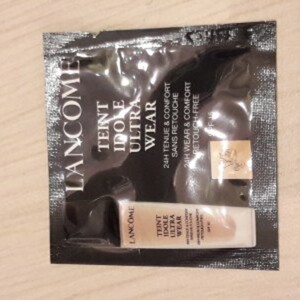 LANCÔME
TEINT
IDOLE
ULTRA
WEAR
24H TENUE & CONFORT
SANS RETOUCHE
24H WEAR & COMFORT
RETOUCH-FREE
LANCÔME
TEINT
IDOLE
ULTRA
WEAR